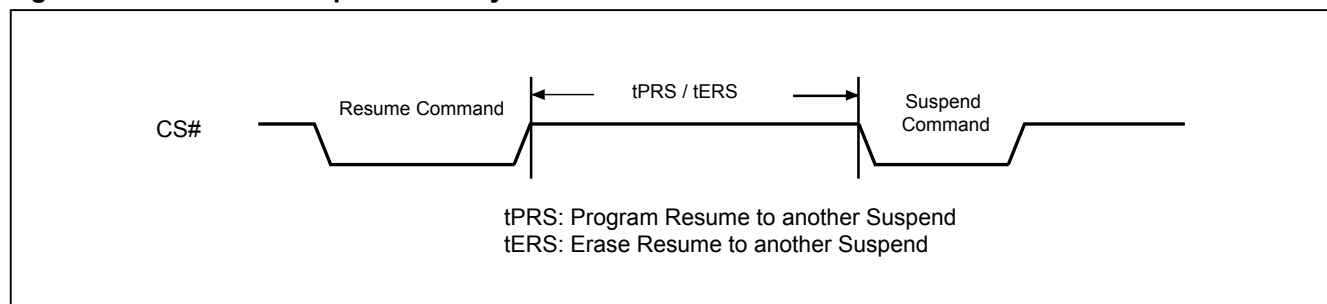 Resume Command
tPRS / tERS
Suspend
Command
CS#
tPRS: Program Resume to another Suspend
tERS: Erase Resume to another Suspend